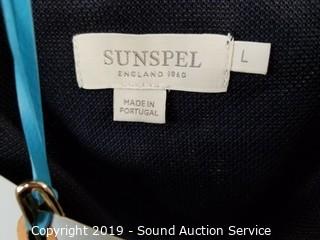 SUNSPEL
ENGLAND 1860
L
MADE IN
PORTUGAL
Copyright 2019 - Sound Auction Service